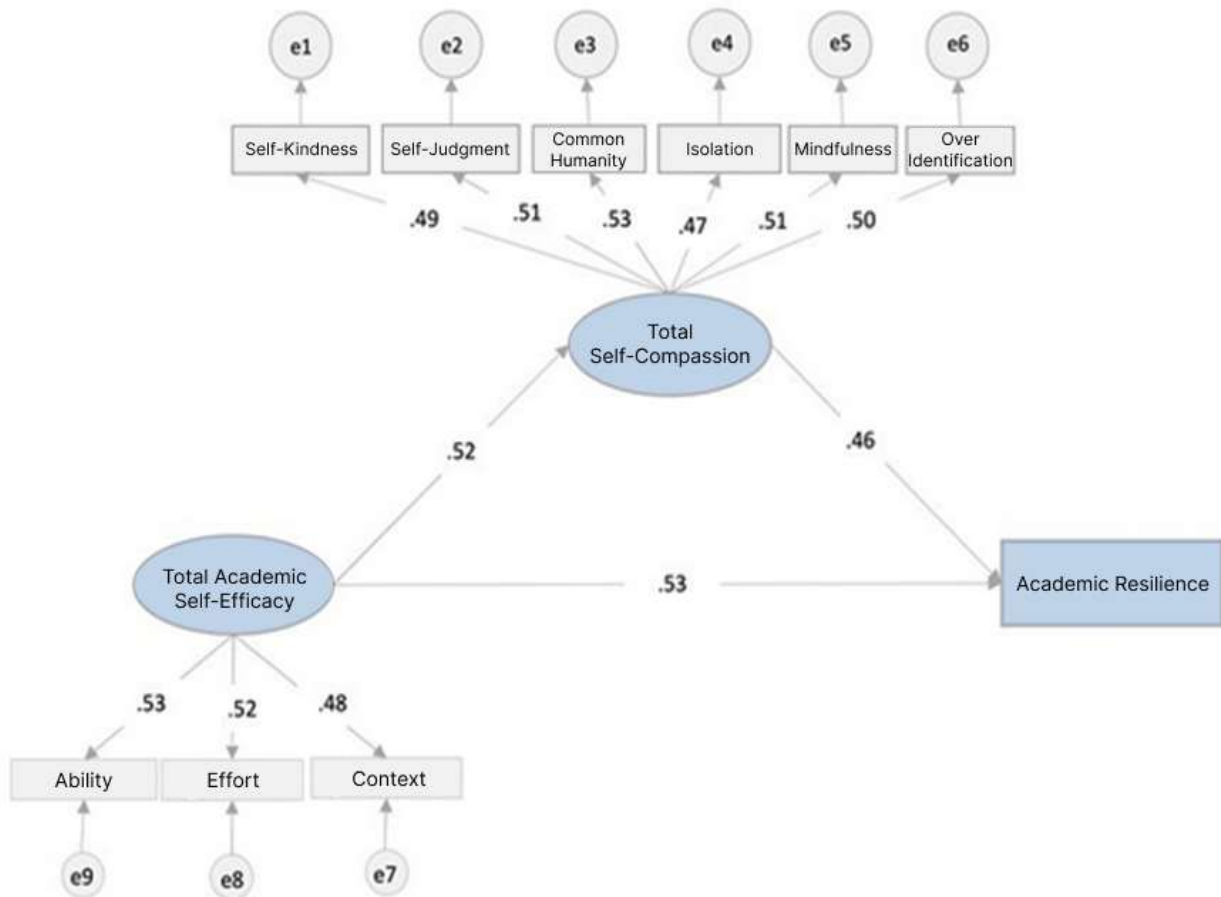 e1
e2
e3
e4
e5
e6
Self-Kindness
Self-Judgment
Common
Humanity
Isolation
Mindfulness
Over
Identification
.49
.51
.53
.47
.51
.50
Total
Self-Compassion
.52
.46
Total Academic
Self-Efficacy
.53
Academic Resilience
.53
.52
.48
Ability
Effort
Context
e9
e8
e7